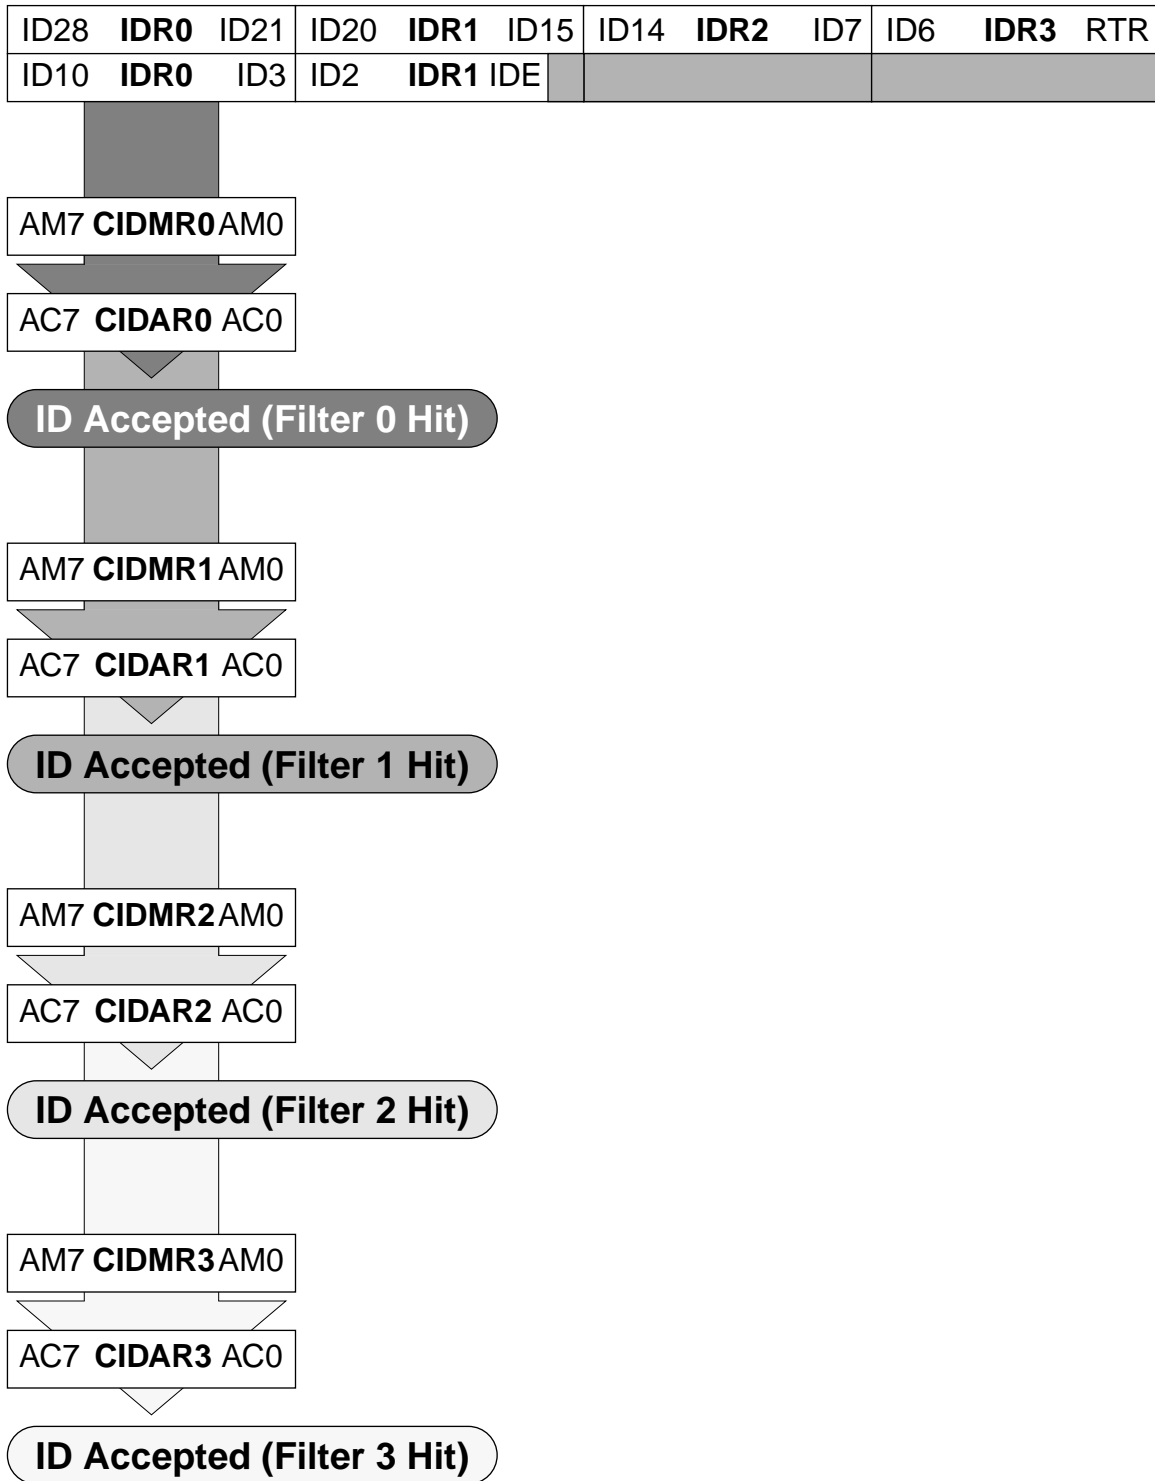 ID28 IDR0 ID21 ID20 IDR1 ID15 ID14 IDR2 ID7 ID6 IDR3 RTR
ID10 IDR0 ID3 ID2 IDR1 IDE
AM7 CIDMR0 AM0
AC7 CIDAR0 AC0
ID Accepted (Filter 0 Hit)
AM7 CIDMR1 AM0
AC7 CIDAR1 AC0
ID Accepted (Filter 1 Hit)
AM7 CIDMR2 AM0
AC7 CIDAR2 AC0
ID Accepted (Filter 2 Hit)
AM7 CIDMR3 AM0
AC7 CIDAR3 AC0
ID Accepted (Filter 3 Hit)